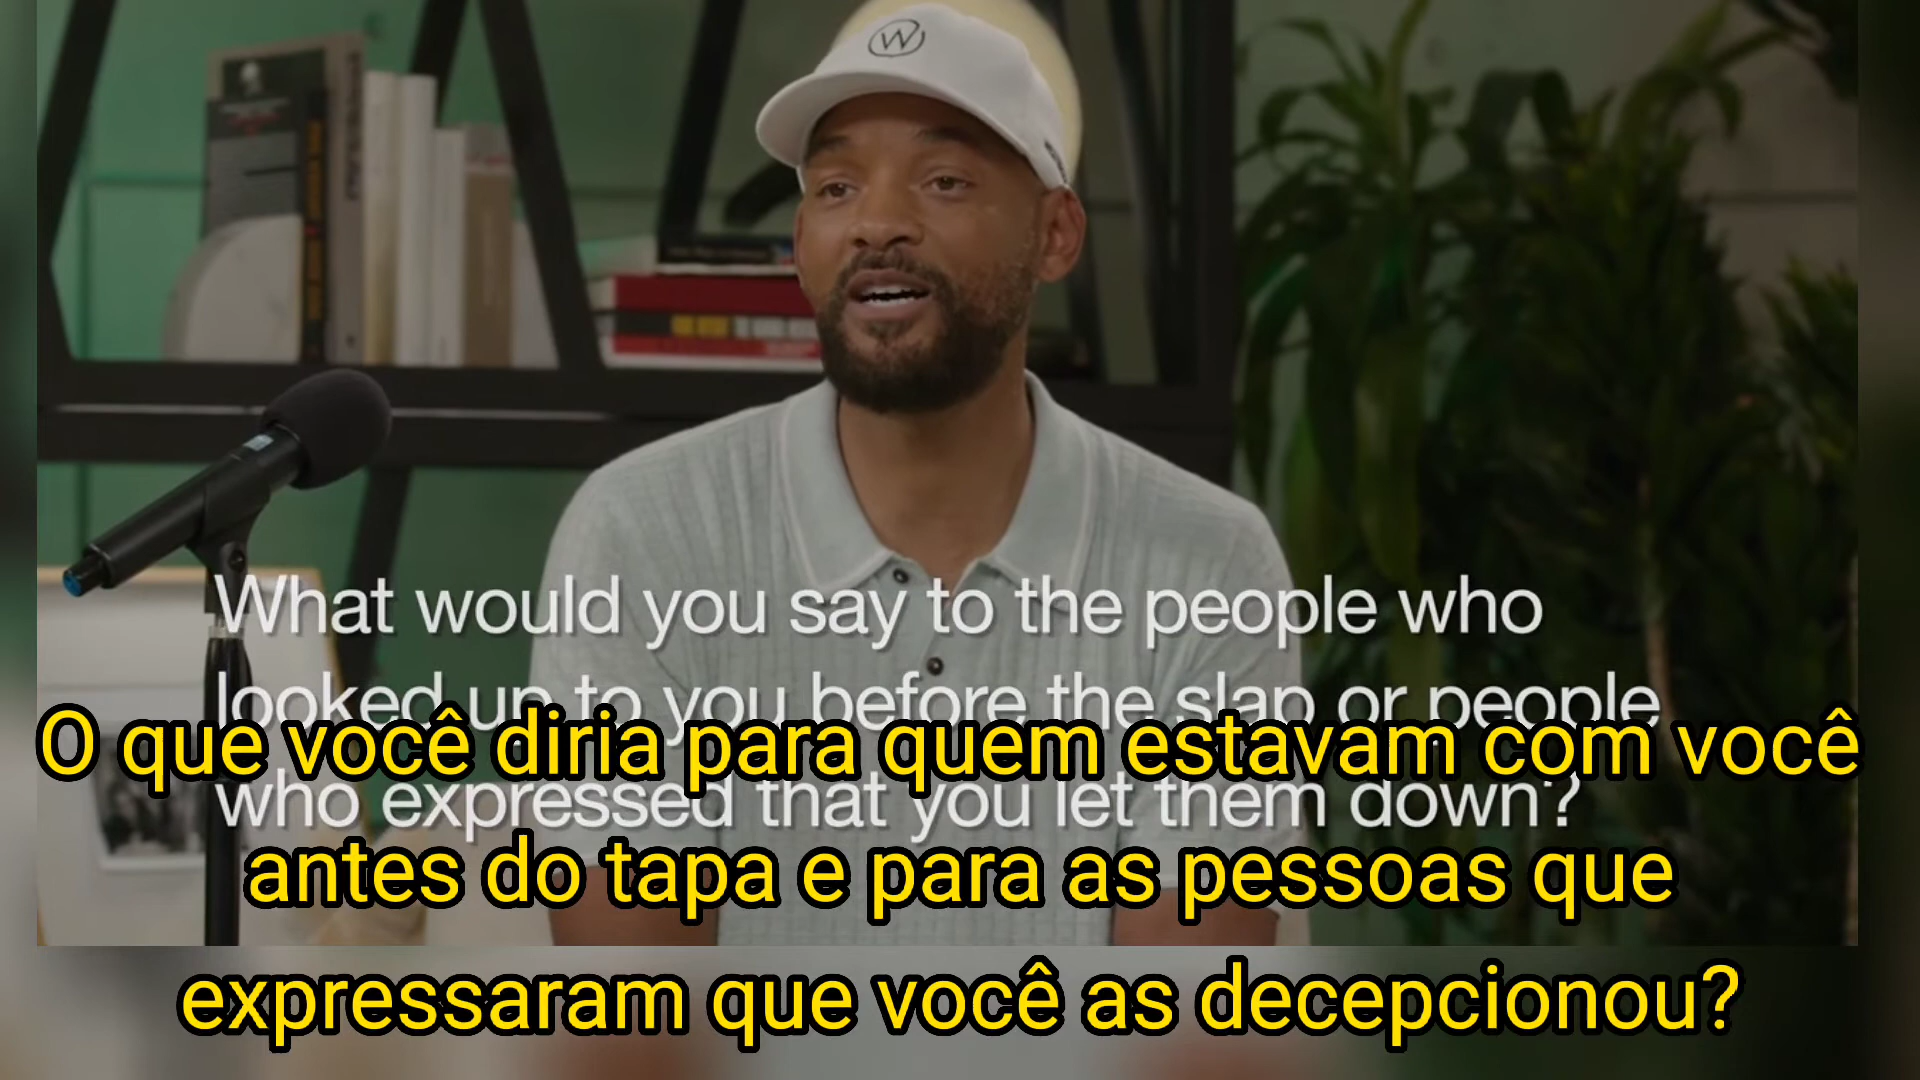 W
What would you say to the people who
looked up to you before the slap or people
who expressed that you let them down?
O que você diria para quem estavam com você
antes do tapa e para as pessoas que
expressaram que você as decepcionou?